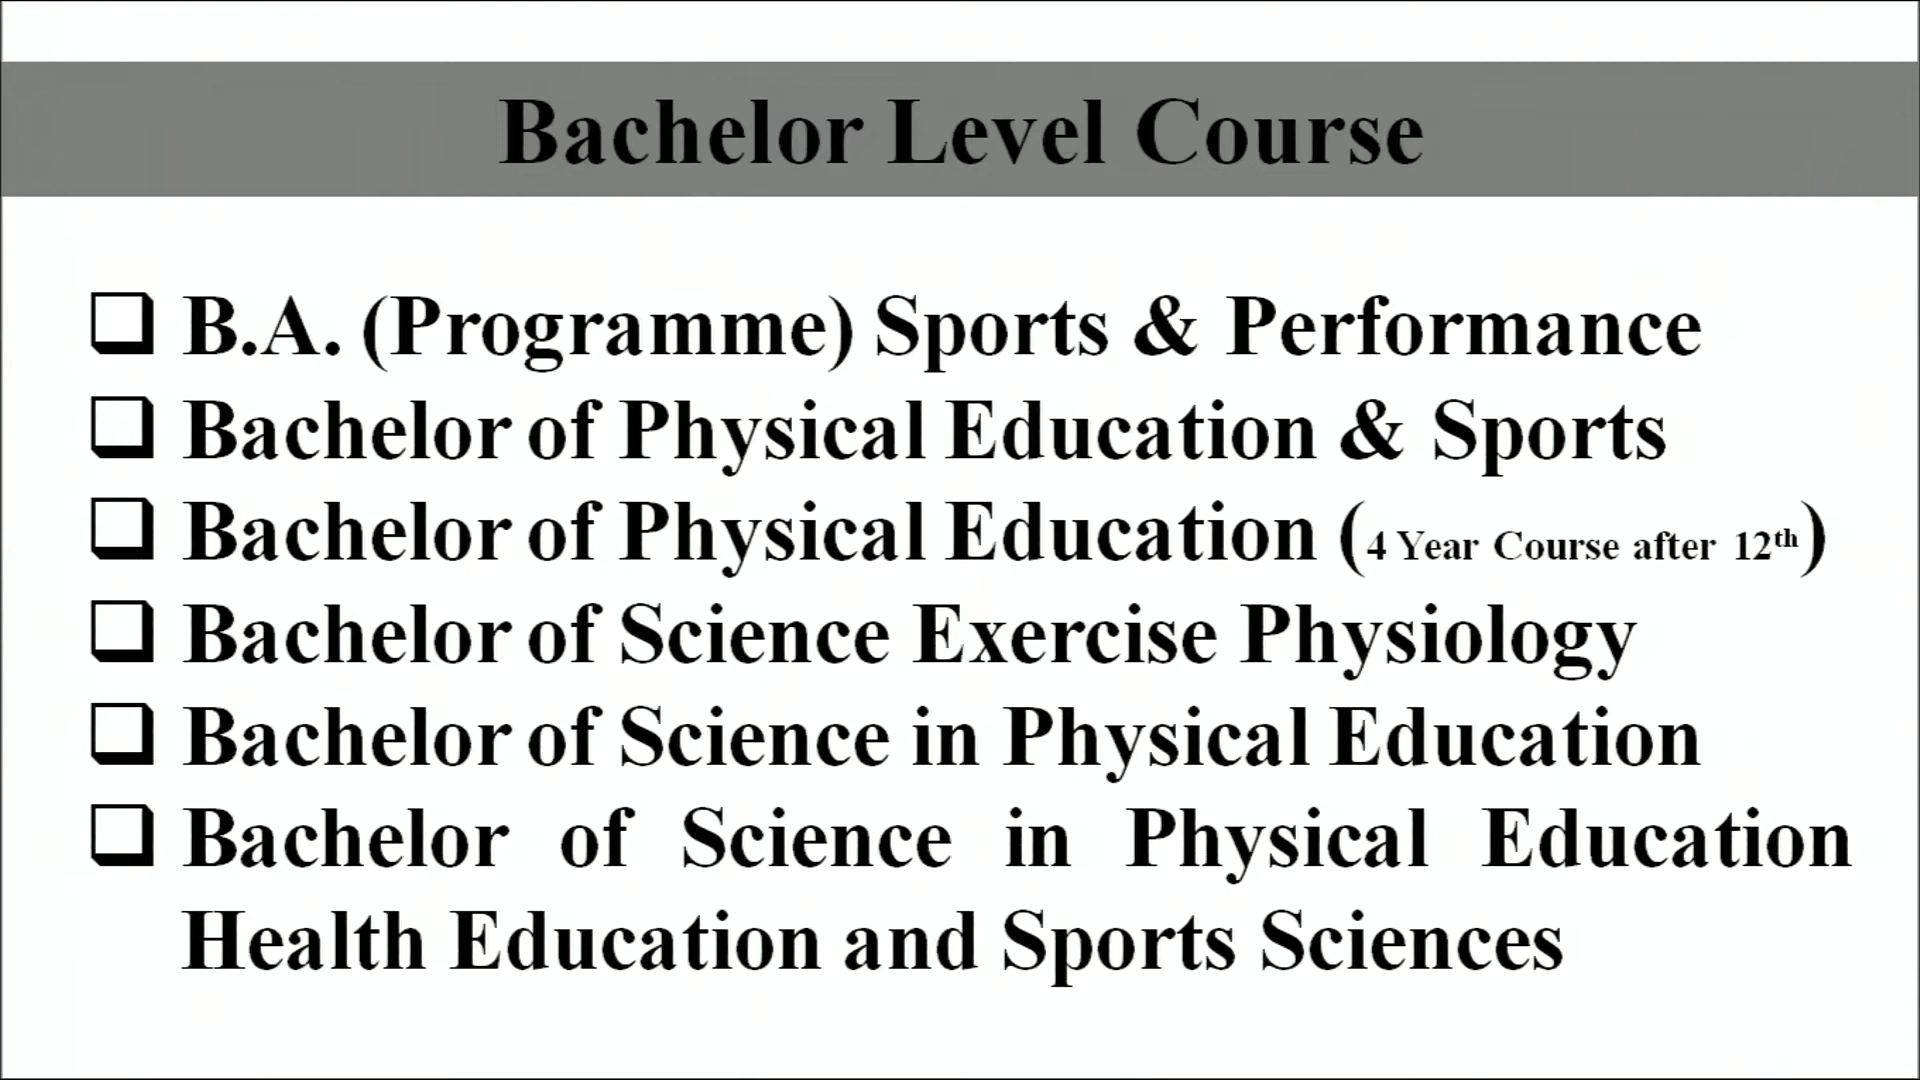 Bachelor Level Course
❑ B.A. (Programme) Sports & Performance
❑ Bachelor of Physical Education & Sports
❑ Bachelor of Physical Education (4 Year Course after 12th)
❑ Bachelor of Science Exercise Physiology
❑ Bachelor of Science in Physical Education
❑ Bachelor of Science in Physical Education
Health Education and Sports Sciences